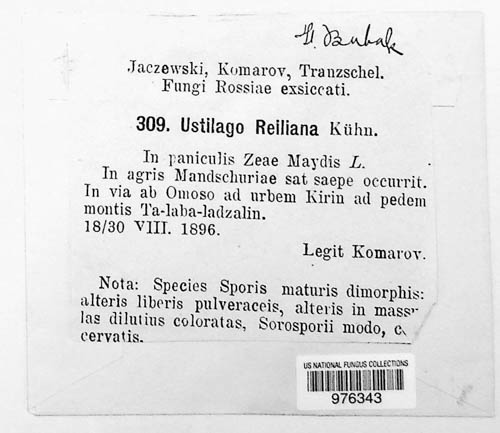 Jaczewski, Komarov, Tranzschel.
Fungi Rossiae exsiccati.
309. Ustilago Reiliana Kühn.
In paniculis Zeae Maydis L.
In agris Mandschuriae sat saepe occurrit.
In via ab Omoso ad urbem Kirin ad pedem
montis Ta-laba-ladzalin.
18/30 VIII. 1896.
Legit Komarov.
Nota: Species Sporis maturis dimorphis:
alteris liberis pulveraceis, alteris in massu
las dilutius coloratas, Sorosporii modo, c
cervatis.
US NATIONAL FUNGUS COLLECTIONS
976343